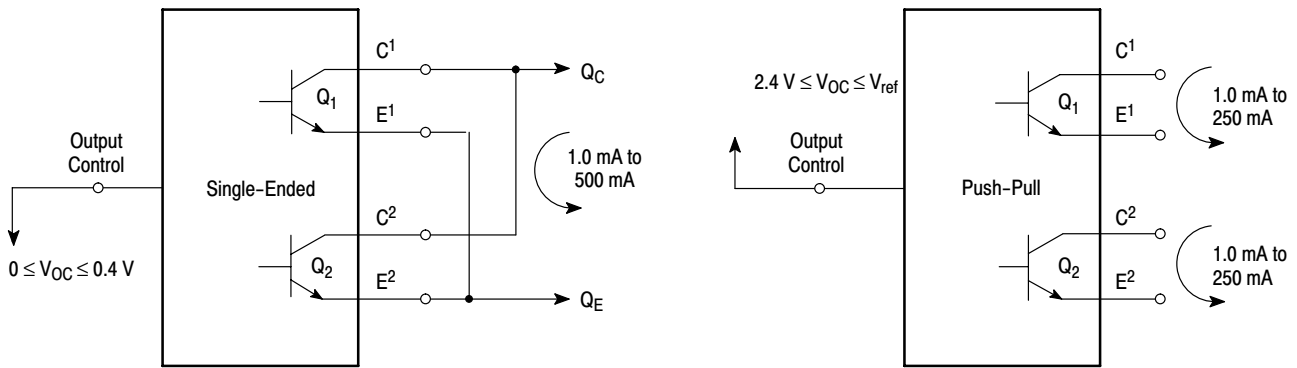 C1
Q1
E1
QC
Output
Control
Single-Ended
1.0 mA to
500 mA
C2
Q2
E2
QE
0 ≤ VOC ≤ 0.4 V
C1
Q1
E1
1.0 mA to
250 mA
2.4 V ≤ VOC ≤ Vref
Output
Control
Push-Pull
C2
Q2
E2
1.0 mA to
250 mA